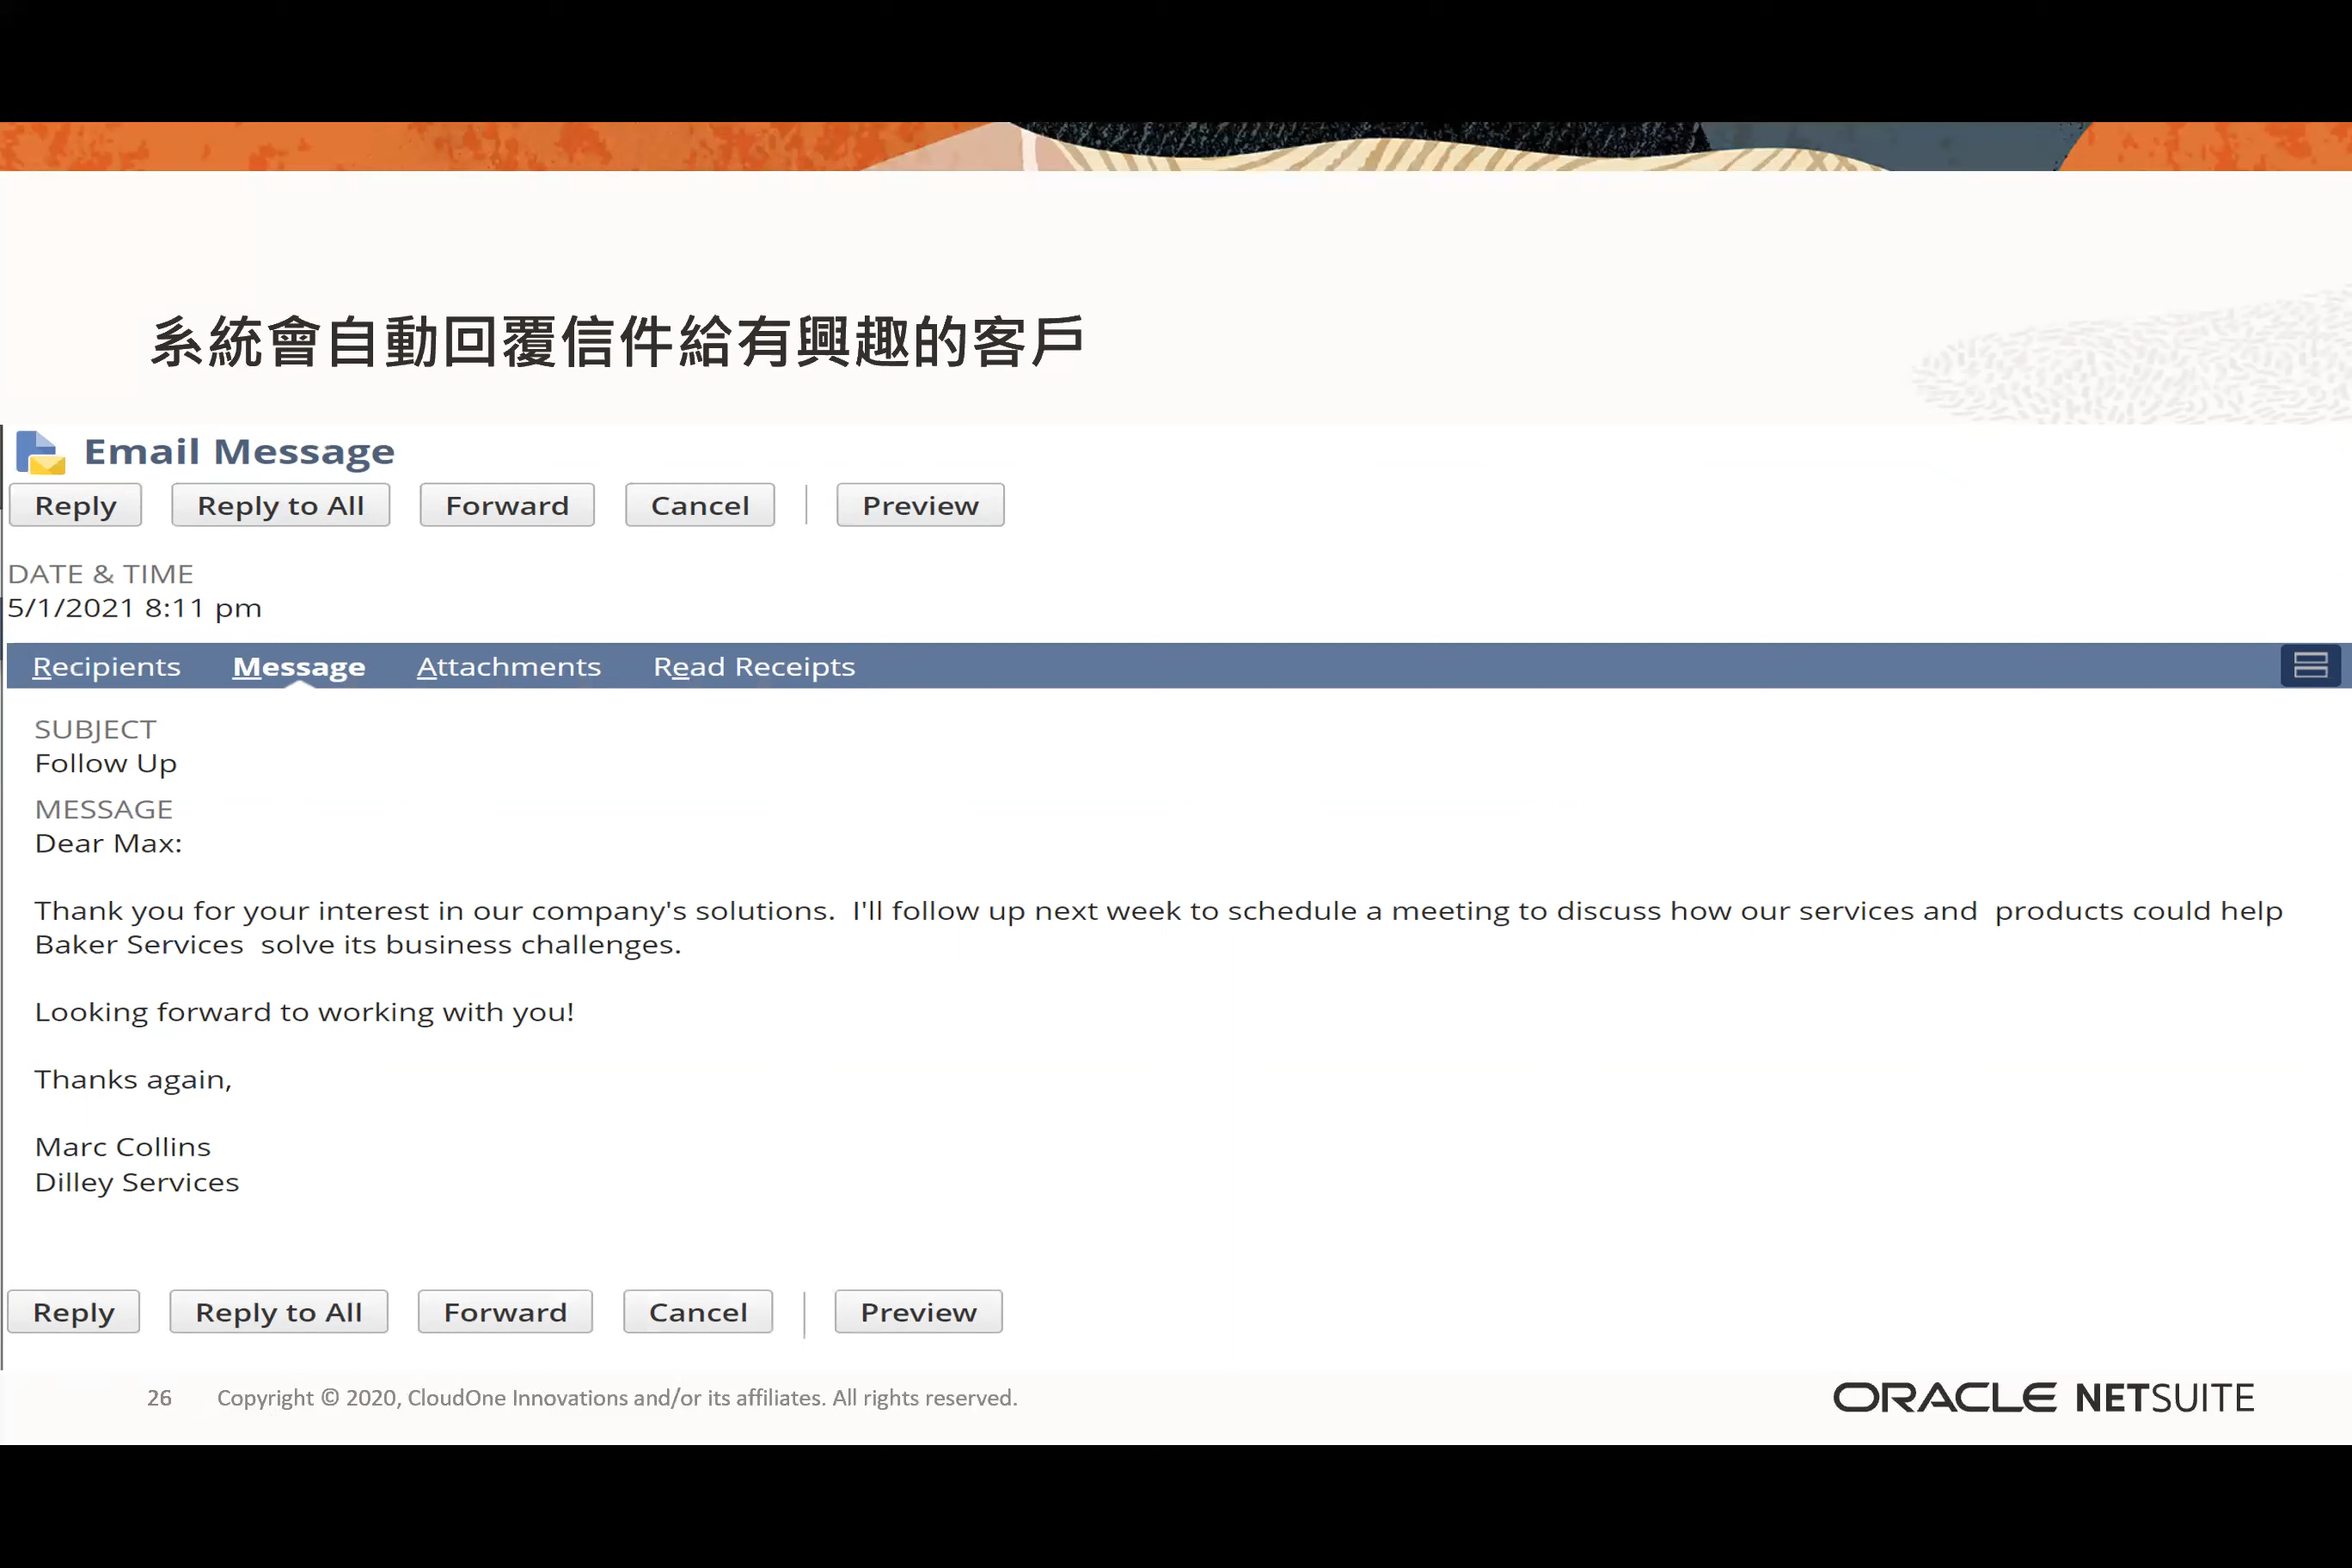 系統會自動回覆信件給有興趣的客戶
Email Message
Reply Reply to All Forward Cancel Preview
DATE & TIME
5/1/2021 8:11 pm
Recipients Message Attachments Read Receipts
SUBJECT
Follow Up
MESSAGE
Dear Max:
Thank you for your interest in our company's solutions.  I'll follow up next week to schedule a meeting to discuss how our services and  products could help
Baker Services  solve its business challenges.
Looking forward to working with you!
Thanks again,
Marc Collins
Dilley Services
Reply Reply to All Forward Cancel Preview
26 Copyright © 2020, CloudOne Innovations and/or its affiliates. All rights reserved. ORACLE NETSUITE